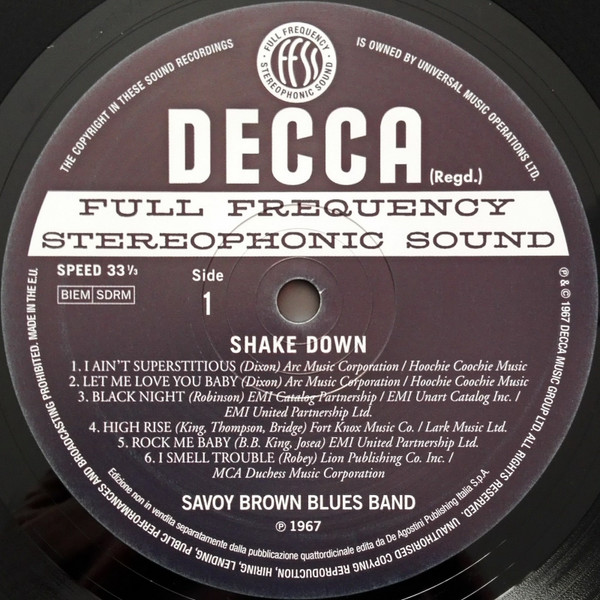 THE COPYRIGHT IN THESE SOUND RECORDINGS
IS OWNED BY UNIVERSAL MUSIC OPERATIONS LTD.
FULL FREQUENCY
ffss
STEREOPHONIC SOUND
DECCA (Regd.)
FULL FREQUENCY
STEREOPHONIC SOUND
SPEED 33⅓
BIEM SDRM
Side
1
SHAKE DOWN
1. I AIN'T SUPERSTITIOUS (Dixon) Arc Music Corporation / Hoochie Coochie Music
2. LET ME LOVE YOU BABY (Dixon) Arc Music Corporation / Hoochie Coochie Music
3. BLACK NIGHT (Robinson) EMI Catalog Partnership / EMI Unart Catalog Inc. /
EMI United Partnership Ltd.
4. HIGH RISE (King, Thompson, Bridge) Fort Knox Music Co. / Lark Music Ltd.
5. ROCK ME BABY (B.B. King, Josea) EMI United Partnership Ltd.
6. I SMELL TROUBLE (Robey) Lion Publishing Co. Inc. /
MCA Duchess Music Corporation
SAVOY BROWN BLUES BAND
℗ 1967
Edizione non in vendita separatamente dalla pubblicazione quattordicinale edita da De Agostini Publishing Italia S.p.A.
℗ & © 1967 DECCA MUSIC GROUP LTD. ALL RIGHTS RESERVED. UNAUTHORISED COPYING, REPRODUCTION, HIRING, LENDING, PUBLIC PERFORMANCES AND BROADCASTING PROHIBITED. MADE IN THE E.U.